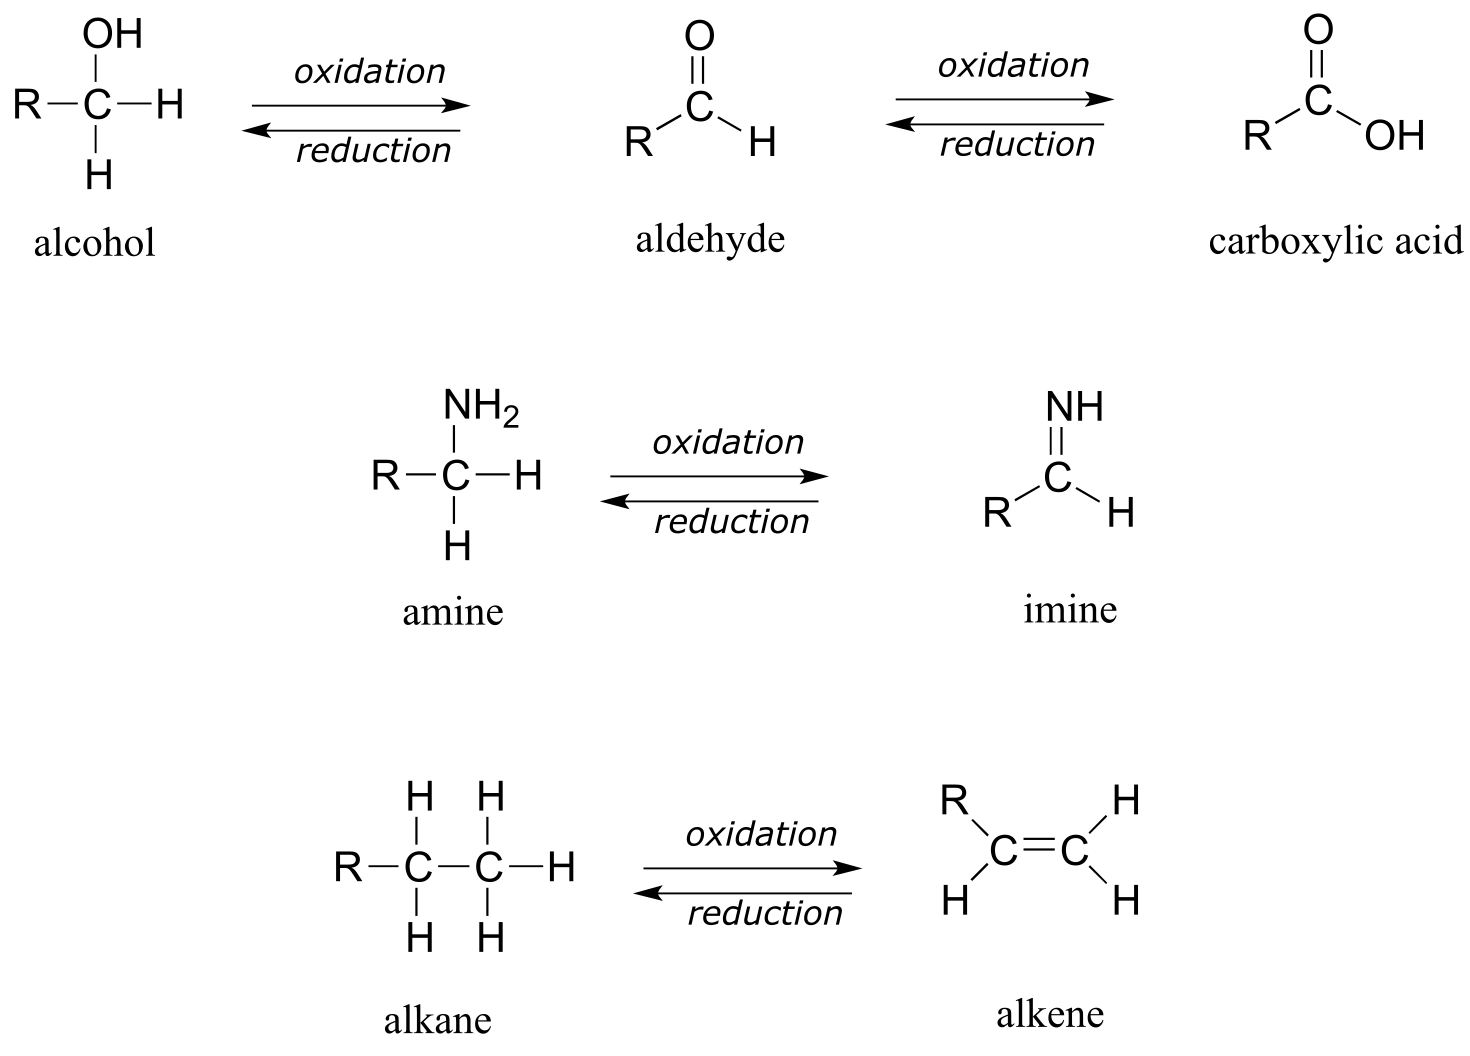 OH
R C H
H
oxidation
reduction
alcohol
O
C
R H
aldehyde
oxidation
reduction
O
C
R OH
carboxylic acid
NH2
R C H
H
amine
oxidation
reduction
NH
C
R H
imine
H H
R C C H
H H
alkane
oxidation
reduction
R H
C C
H H
alkene